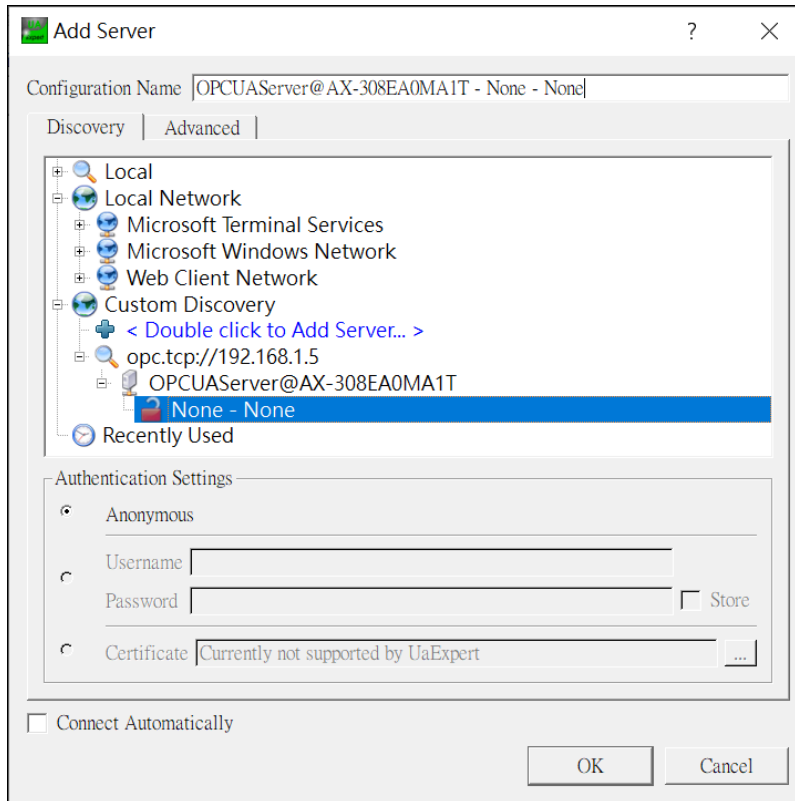 Add Server
?
Configuration Name OPCUAServer@AX-308EA0MA1T - None - None
Discovery Advanced
Local
Local Network
Microsoft Terminal Services
Microsoft Windows Network
Web Client Network
Custom Discovery
< Double click to Add Server... >
opc.tcp://192.168.1.5
OPCUAServer@AX-308EA0MA1T
None - None
Recently Used
Authentication Settings
Anonymous
Username
Password Store
Certificate Currently not supported by UaExpert ...
Connect Automatically
OK Cancel